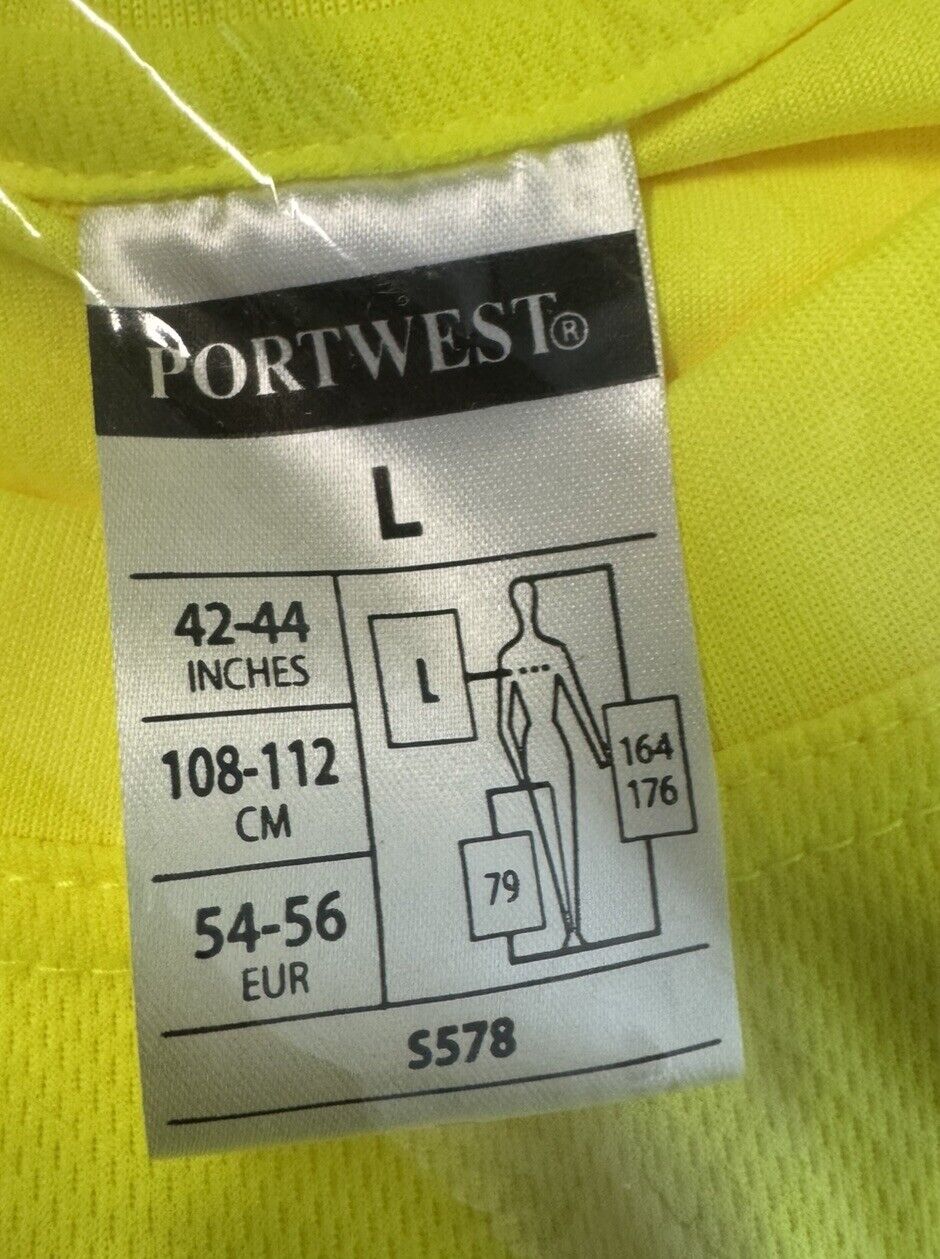 PORTWEST®
L
42-44
INCHES
108-112
CM
54-56
EUR
L
164
176
79
S578